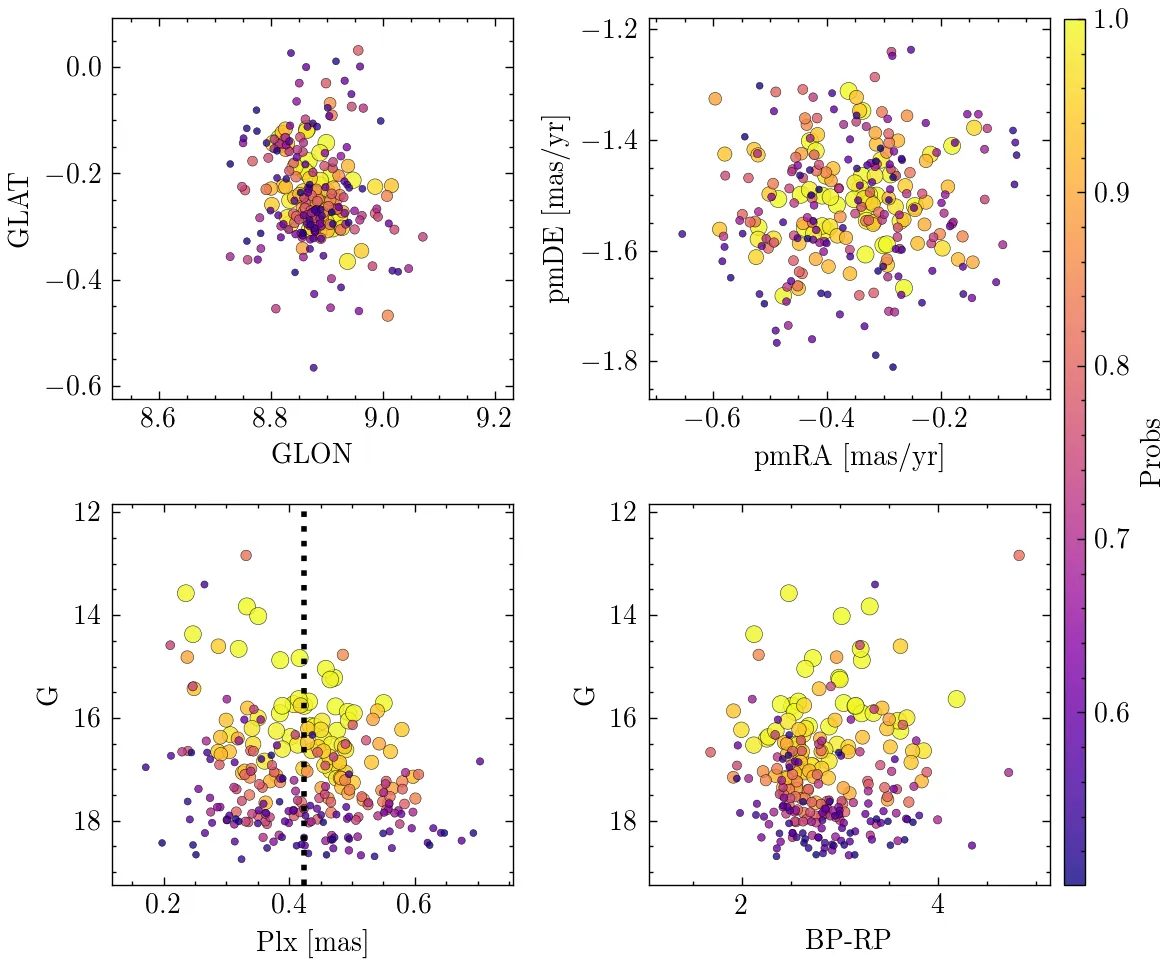 0.0
−0.2
−0.4
−0.6
GLAT
8.6 8.8 9.0 9.2
GLON
−1.2
−1.4
−1.6
−1.8
pmDE [mas/yr]
−0.6 −0.4 −0.2
pmRA [mas/yr]
1.0
0.9
0.8
0.7
0.6
Probs
12
14
16
18
G
0.2 0.4 0.6
Plx [mas]
12
14
16
18
G
2 4
BP-RP